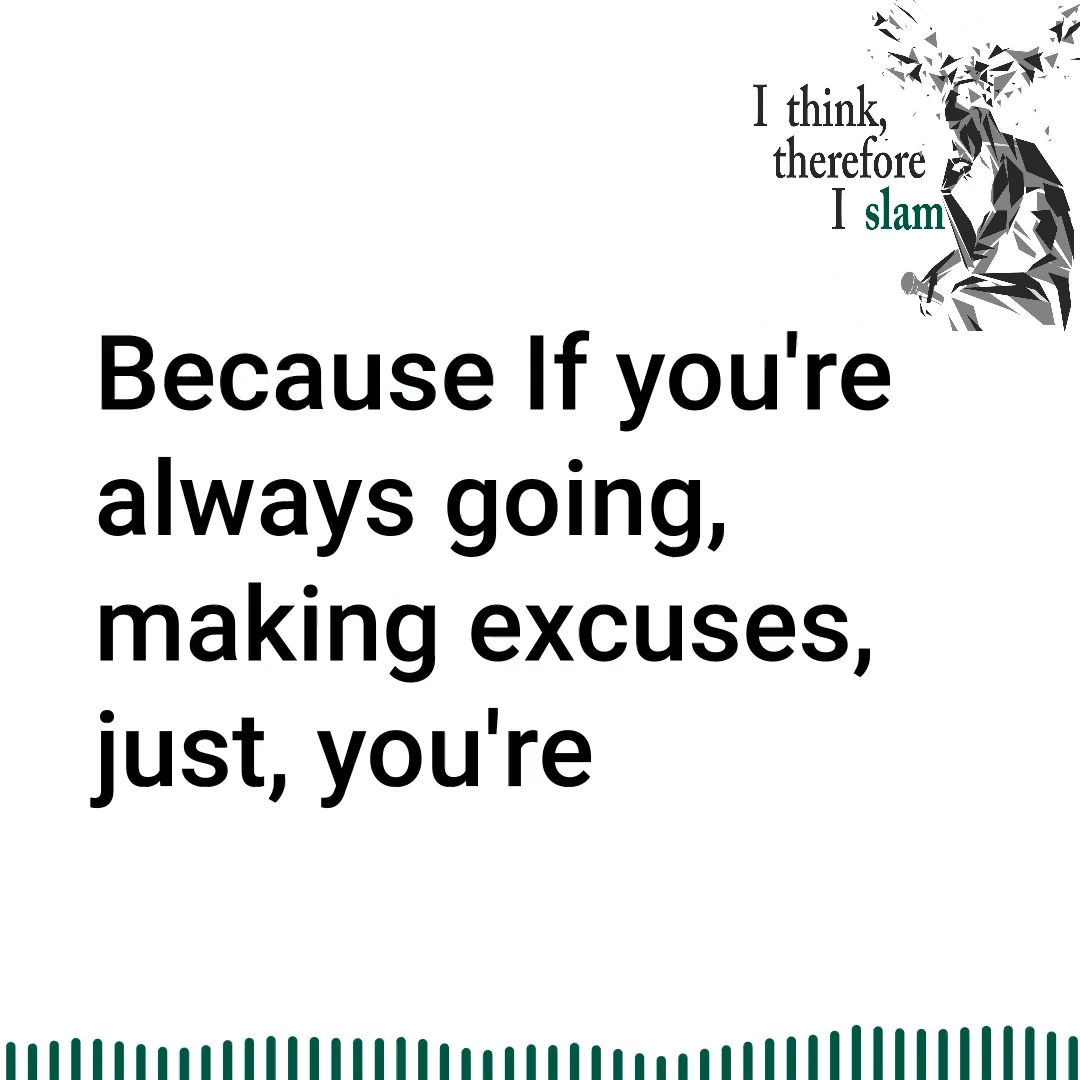 I think,
therefore
I slam
Because If you're
always going,
making excuses,
just, you're